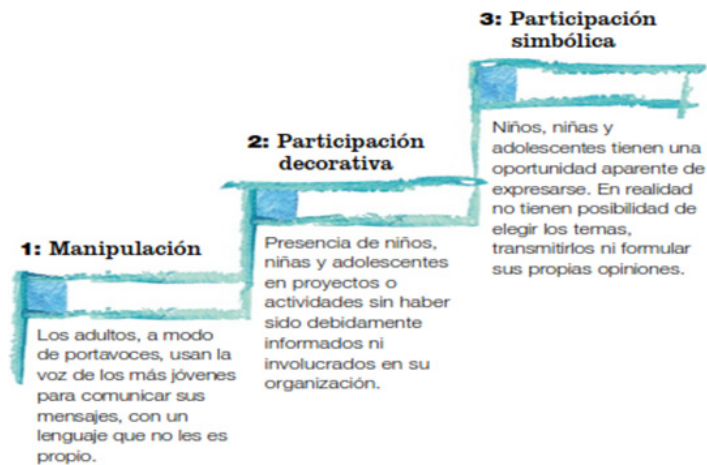 3: Participación
simbólica
Niños, niñas y
adolescentes tienen una
oportunidad aparente de
expresarse. En realidad
no tienen posibilidad de
elegir los temas,
transmitirlos ni formular
sus propias opiniones.
2: Participación
decorativa
Presencia de niños,
niñas y adolescentes
en proyectos o
actividades sin haber
sido debidamente
informados ni
involucrados en su
organización.
1: Manipulación
Los adultos, a modo
de portavoces, usan la
voz de los más jóvenes
para comunicar sus
mensajes, con un
lenguaje que no les es
propio.